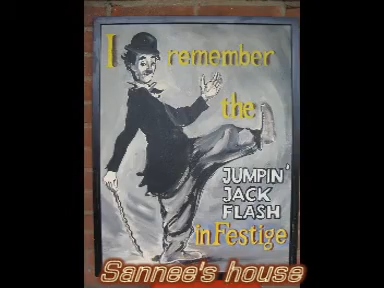 I remember
the
JUMPIN'
JACK
FLASH
in Festige
Sannee's house